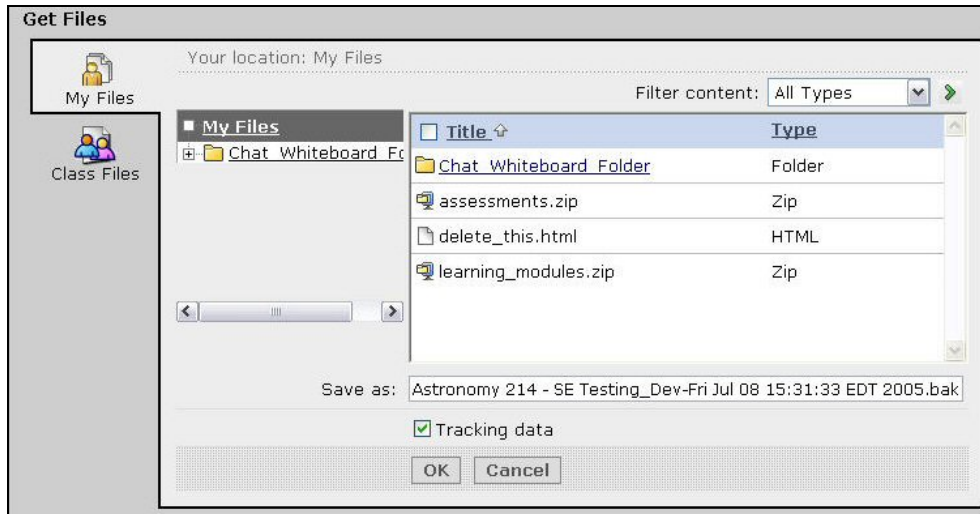 Get Files
My Files
Class Files
Your location: My Files
Filter content: All Types
My Files
Chat_Whiteboard_Fo
Title Type
Chat_Whiteboard_Folder Folder
assessments.zip Zip
delete_this.html HTML
learning_modules.zip Zip
Save as: Astronomy 214 - SE Testing_Dev-Fri Jul 08 15:31:33 EDT 2005.bak
Tracking data
OK Cancel